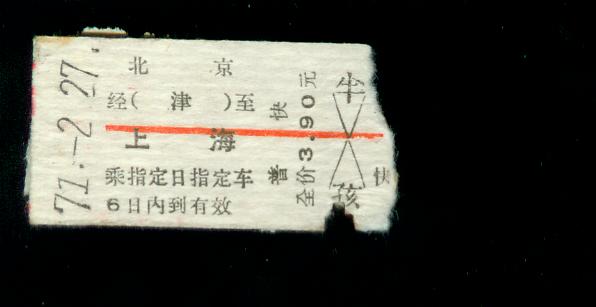 71.-2.27.
北 京
经( 津 )至
上 海
乘指定日指定车
6日内到有效
普快
全价3.90元
半
孩
快